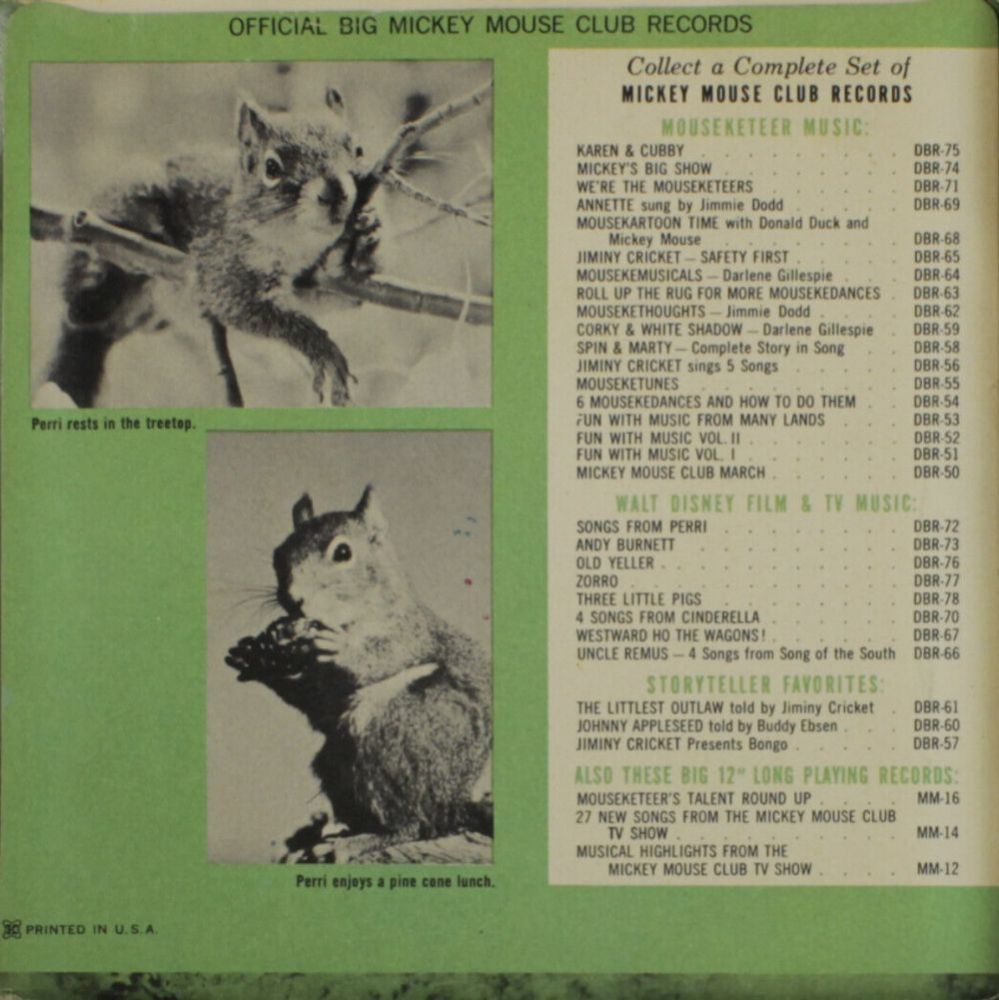 OFFICIAL BIG MICKEY MOUSE CLUB RECORDS
Perri rests in the treetop.
Perri enjoys a pine cone lunch.
PRINTED IN U.S.A.
Collect a Complete Set of
MICKEY MOUSE CLUB RECORDS
MOUSEKETEER MUSIC:
KAREN & CUBBY . . . . . . . . DBR-75
MICKEY'S BIG SHOW . . . . . . . . DBR-74
WE'RE THE MOUSEKETEERS . . . . . . DBR-71
ANNETTE sung by Jimmie Dodd . . . . . DBR-69
MOUSEKARTOON TIME with Donald Duck and
Mickey Mouse . . . . . . . . DBR-68
JIMINY CRICKET — SAFETY FIRST . . . . . DBR-65
MOUSEKEMUSICALS — Darlene Gillespie . . . DBR-64
ROLL UP THE RUG FOR MORE MOUSEKEDANCES . DBR-63
MOUSEKETHOUGHTS — Jimmie Dodd . . . . DBR-62
CORKY & WHITE SHADOW — Darlene Gillespie . DBR-59
SPIN & MARTY — Complete Story in Song . . DBR-58
JIMINY CRICKET sings 5 Songs . . . . . DBR-56
MOUSEKETUNES . . . . . . . . DBR-55
6 MOUSEKEDANCES AND HOW TO DO THEM . . DBR-54
FUN WITH MUSIC FROM MANY LANDS . . . DBR-53
FUN WITH MUSIC VOL. II . . . . . . . DBR-52
FUN WITH MUSIC VOL. I . . . . . . . DBR-51
MICKEY MOUSE CLUB MARCH . . . . . . DBR-50
WALT DISNEY FILM & TV MUSIC:
SONGS FROM PERRI . . . . . . . . DBR-72
ANDY BURNETT . . . . . . . . DBR-73
OLD YELLER . . . . . . . . . DBR-76
ZORRO . . . . . . . . . . DBR-77
THREE LITTLE PIGS . . . . . . . DBR-78
4 SONGS FROM CINDERELLA . . . . . . DBR-70
WESTWARD HO THE WAGONS! . . . . . . DBR-67
UNCLE REMUS — 4 Songs from Song of the South DBR-66
STORYTELLER FAVORITES:
THE LITTLEST OUTLAW told by Jiminy Cricket . DBR-61
JOHNNY APPLESEED told by Buddy Ebsen . . . DBR-60
JIMINY CRICKET Presents Bongo . . . . . DBR-57
ALSO THESE BIG 12" LONG PLAYING RECORDS:
MOUSEKETEER'S TALENT ROUND UP . . . . MM-16
27 NEW SONGS FROM THE MICKEY MOUSE CLUB
TV SHOW . . . . . . . . . MM-14
MUSICAL HIGHLIGHTS FROM THE
MICKEY MOUSE CLUB TV SHOW . . . . MM-12